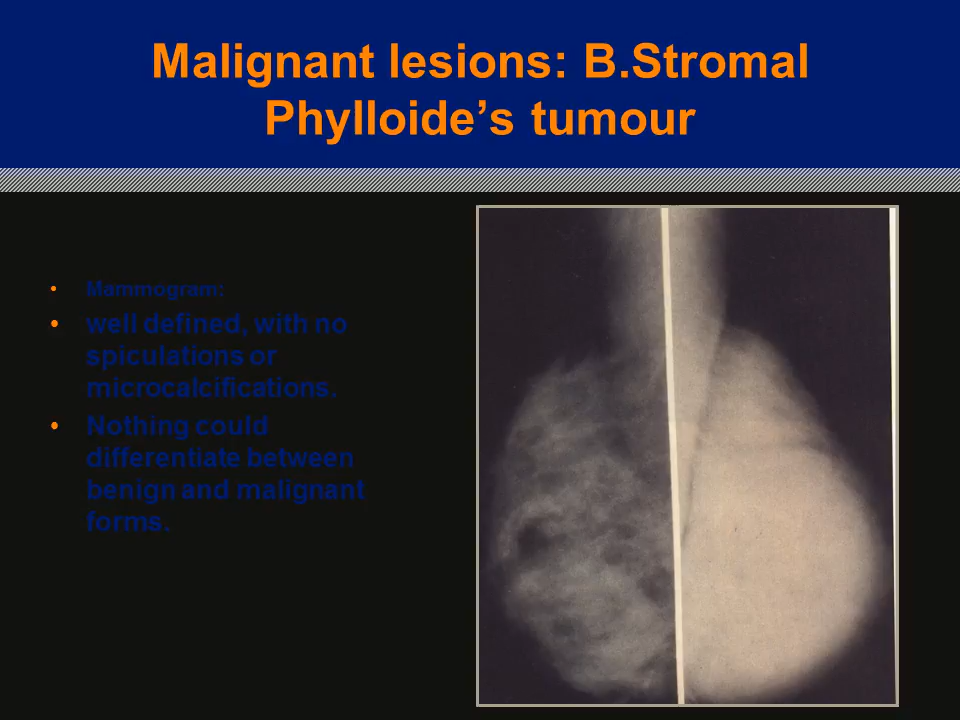 Malignant lesions: B.Stromal
Phylloide’s tumour
• Mammogram:
• well defined, with no
spiculations or
microcalcifications.
• Nothing could
differentiate between
benign and malignant
forms.